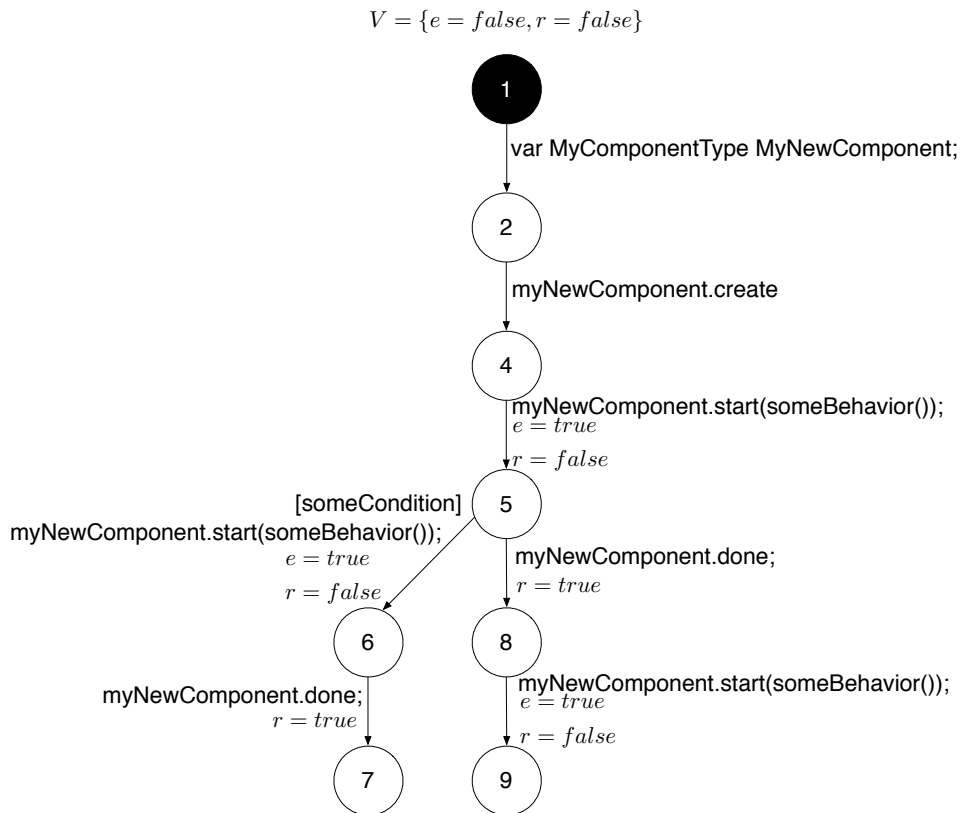 V = {e = false, r = false}
1
var MyComponentType MyNewComponent;
2
myNewComponent.create
4
myNewComponent.start(someBehavior());
e = true
r = false
5
[someCondition]
myNewComponent.start(someBehavior());
e = true
r = false
myNewComponent.done;
r = true
6
8
myNewComponent.done;
r = true
myNewComponent.start(someBehavior());
e = true
r = false
7
9